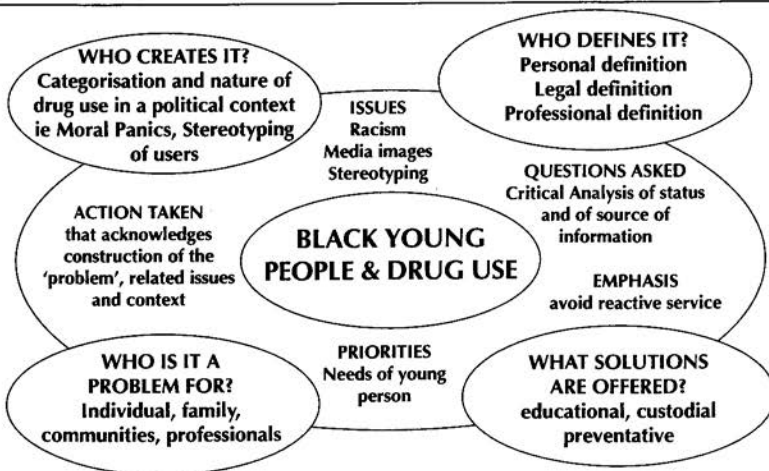 WHO CREATES IT?
Categorisation and nature of
drug use in a political context
ie Moral Panics, Stereotyping
of users
WHO DEFINES IT?
Personal definition
Legal definition
Professional definition
ISSUES
Racism
Media images
Stereotyping
QUESTIONS ASKED
Critical Analysis of status
and of source of
information
ACTION TAKEN
that acknowledges
construction of the
'problem', related issues
and context
BLACK YOUNG
PEOPLE & DRUG USE
EMPHASIS
avoid reactive service
WHO IS IT A
PROBLEM FOR?
Individual, family,
communities, professionals
PRIORITIES
Needs of young
person
WHAT SOLUTIONS
ARE OFFERED?
educational, custodial
preventative